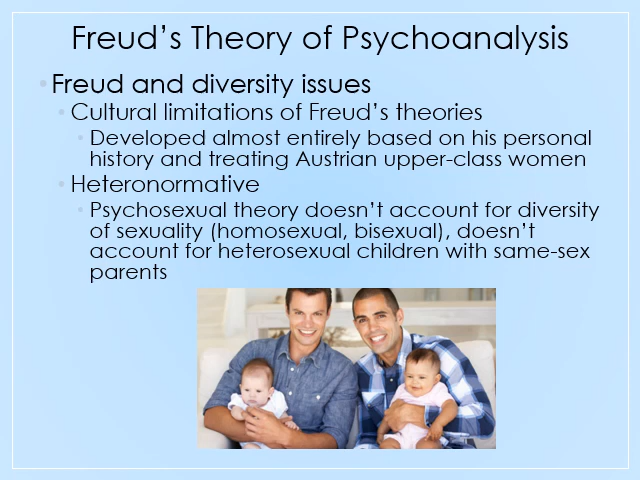 Freud’s Theory of Psychoanalysis
• Freud and diversity issues
• Cultural limitations of Freud’s theories
• Developed almost entirely based on his personal
history and treating Austrian upper-class women
• Heteronormative
• Psychosexual theory doesn’t account for diversity
of sexuality (homosexual, bisexual), doesn’t
account for heterosexual children with same-sex
parents